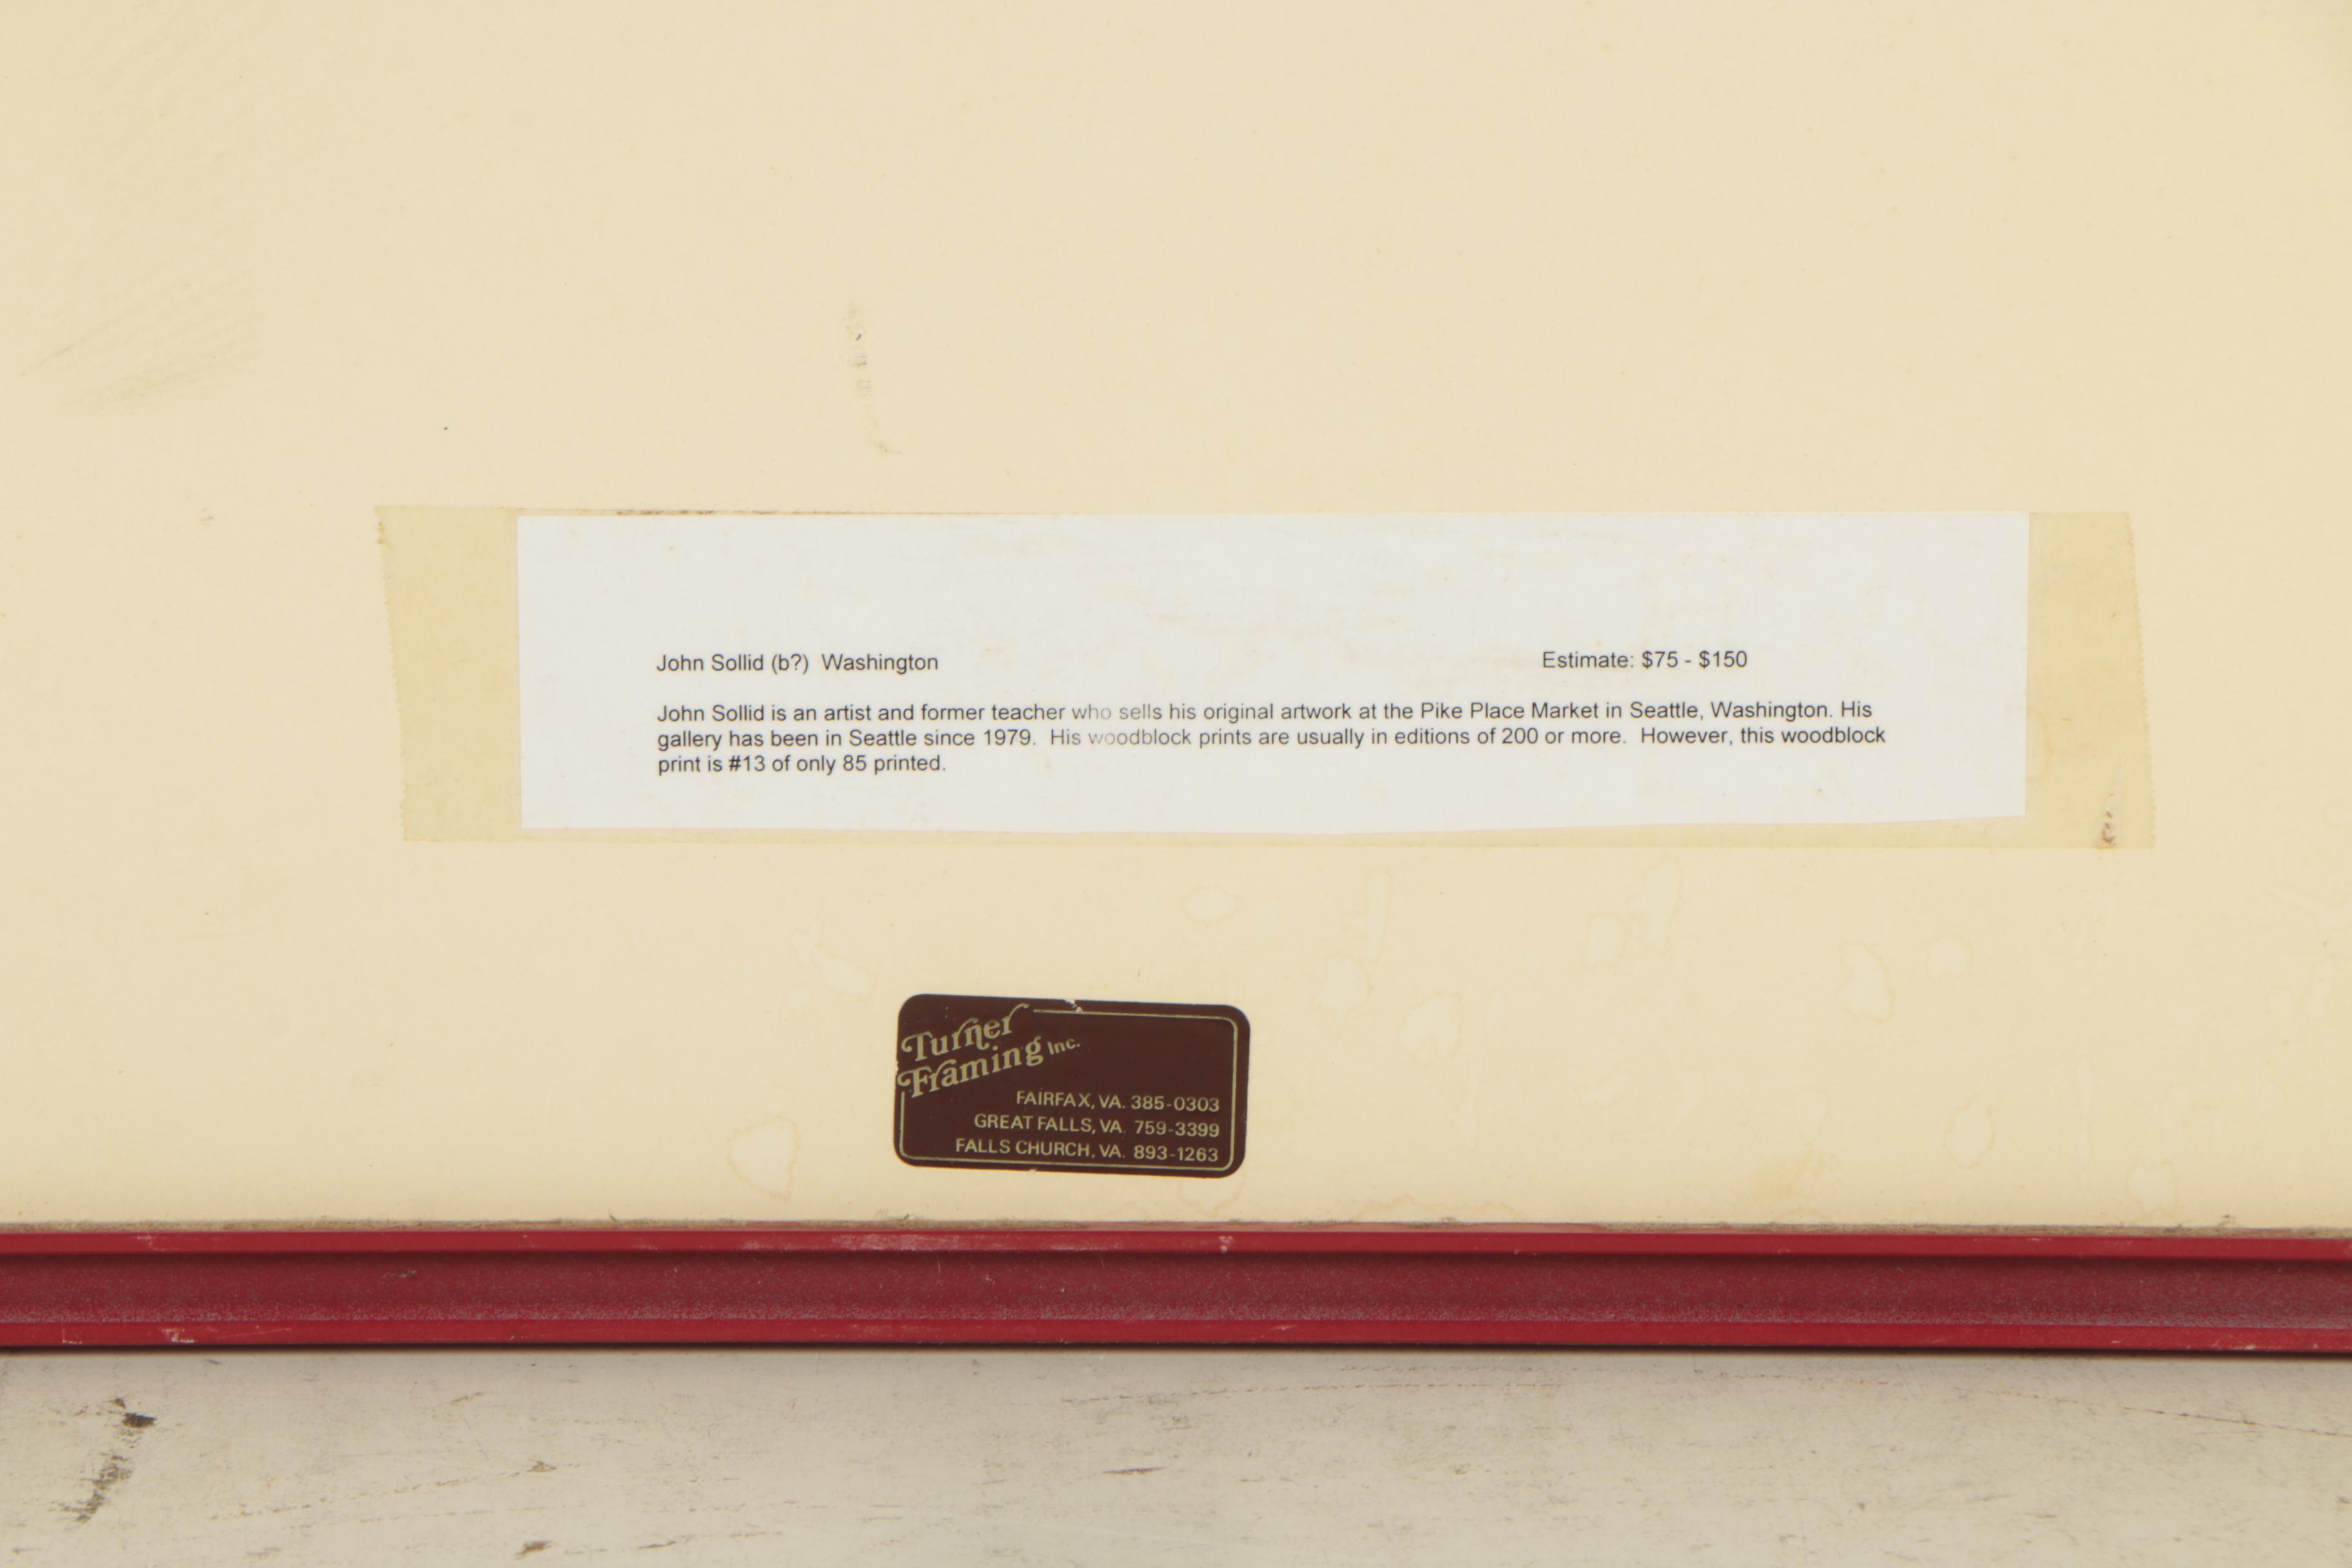 John Sollid (b?)  Washington Estimate: $75 - $150
John Sollid is an artist and former teacher who sells his original artwork at the Pike Place Market in Seattle, Washington. His
gallery has been in Seattle since 1979.  His woodblock prints are usually in editions of 200 or more.  However, this woodblock
print is #13 of only 85 printed.
Turner
Framing Inc.
FAIRFAX, VA. 385-0303
GREAT FALLS, VA. 759-3399
FALLS CHURCH, VA. 893-1263